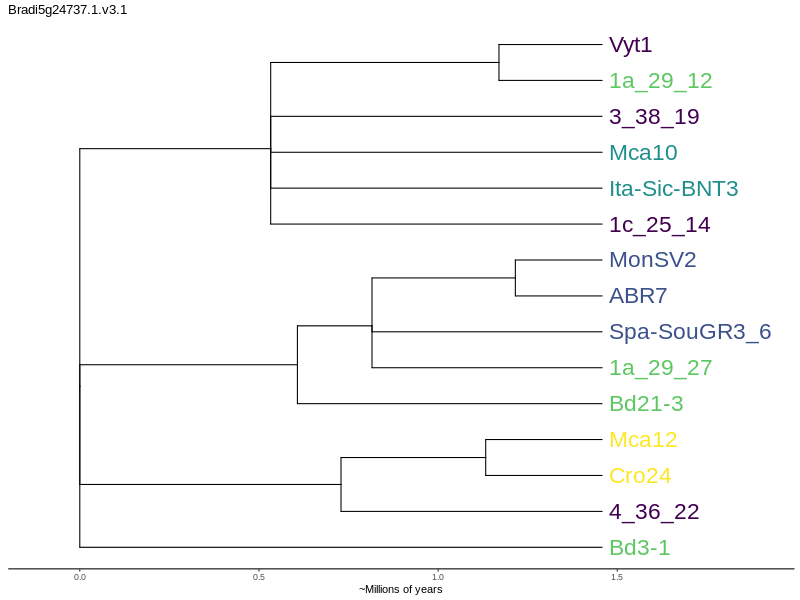 Bradi5g24737.1.v3.1
Vyt1
1a_29_12
3_38_19
Mca10
Ita-Sic-BNT3
1c_25_14
MonSV2
ABR7
Spa-SouGR3_6
1a_29_27
Bd21-3
Mca12
Cro24
4_36_22
Bd3-1
0.0 0.5 1.0 1.5
~Millions of years